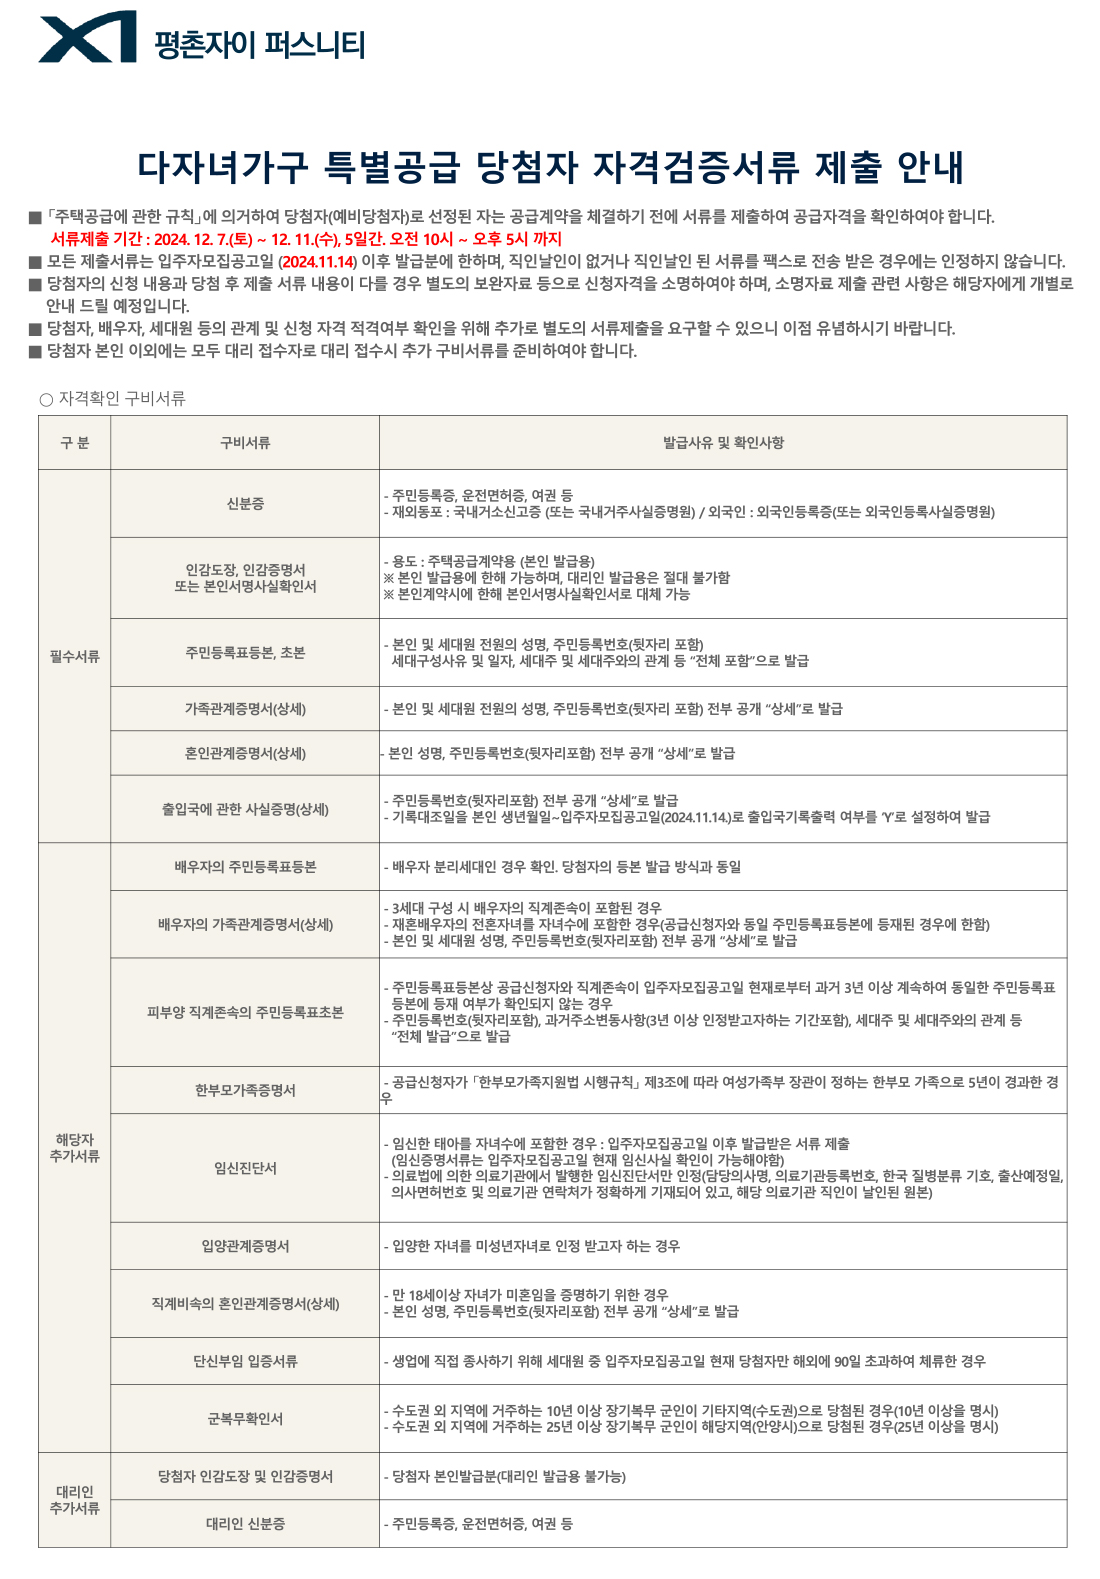 XI 평촌자이 퍼스니티
다자녀가구 특별공급 당첨자 자격검증서류 제출 안내
■ 「주택공급에 관한 규칙」에 의거하여 당첨자(예비당첨자)로 선정된 자는 공급계약을 체결하기 전에 서류를 제출하여 공급자격을 확인하여야 합니다.
서류제출 기간 : 2024. 12. 7.(토) ~ 12. 11.(수), 5일간. 오전 10시 ~ 오후 5시 까지
■ 모든 제출서류는 입주자모집공고일 (2024.11.14) 이후 발급분에 한하며, 직인날인이 없거나 직인날인 된 서류를 팩스로 전송 받은 경우에는 인정하지 않습니다.
■ 당첨자의 신청 내용과 당첨 후 제출 서류 내용이 다를 경우 별도의 보완자료 등으로 신청자격을 소명하여야 하며, 소명자료 제출 관련 사항은 해당자에게 개별로
안내 드릴 예정입니다.
■ 당첨자, 배우자, 세대원 등의 관계 및 신청 자격 적격여부 확인을 위해 추가로 별도의 서류제출을 요구할 수 있으니 이점 유념하시기 바랍니다.
■ 당첨자 본인 이외에는 모두 대리 접수자로 대리 접수시 추가 구비서류를 준비하여야 합니다.
○ 자격확인 구비서류
구 분
구비서류
발급사유 및 확인사항
필수서류
신분증
- 주민등록증, 운전면허증, 여권 등
- 재외동포 : 국내거소신고증 (또는 국내거주사실증명원) / 외국인 : 외국인등록증(또는 외국인등록사실증명원)
인감도장, 인감증명서
또는 본인서명사실확인서
- 용도 : 주택공급계약용 (본인 발급용)
※ 본인 발급용에 한해 가능하며, 대리인 발급용은 절대 불가함
※ 본인계약시에 한해 본인서명사실확인서로 대체 가능
주민등록표등본, 초본
- 본인 및 세대원 전원의 성명, 주민등록번호(뒷자리 포함)
세대구성사유 및 일자, 세대주 및 세대주와의 관계 등 “전체 포함”으로 발급
가족관계증명서(상세)
- 본인 및 세대원 전원의 성명, 주민등록번호(뒷자리 포함) 전부 공개 “상세”로 발급
혼인관계증명서(상세)
- 본인 성명, 주민등록번호(뒷자리포함) 전부 공개 “상세”로 발급
출입국에 관한 사실증명(상세)
- 주민등록번호(뒷자리포함) 전부 공개 “상세”로 발급
- 기록대조일을 본인 생년월일~입주자모집공고일(2024.11.14.)로 출입국기록출력 여부를 ‘Y’로 설정하여 발급
해당자
추가서류
배우자의 주민등록표등본
- 배우자 분리세대인 경우 확인. 당첨자의 등본 발급 방식과 동일
배우자의 가족관계증명서(상세)
- 3세대 구성 시 배우자의 직계존속이 포함된 경우
- 재혼배우자의 전혼자녀를 자녀수에 포함한 경우(공급신청자와 동일 주민등록표등본에 등재된 경우에 한함)
- 본인 및 세대원 성명, 주민등록번호(뒷자리포함) 전부 공개 “상세”로 발급
피부양 직계존속의 주민등록표초본
- 주민등록표등본상 공급신청자와 직계존속이 입주자모집공고일 현재로부터 과거 3년 이상 계속하여 동일한 주민등록표
등본에 등재 여부가 확인되지 않는 경우
- 주민등록번호(뒷자리포함), 과거주소변동사항(3년 이상 인정받고자하는 기간포함), 세대주 및 세대주와의 관계 등
“전체 발급”으로 발급
한부모가족증명서
- 공급신청자가 「한부모가족지원법 시행규칙」 제3조에 따라 여성가족부 장관이 정하는 한부모 가족으로 5년이 경과한 경
우
임신진단서
- 임신한 태아를 자녀수에 포함한 경우 : 입주자모집공고일 이후 발급받은 서류 제출
(임신증명서류는 입주자모집공고일 현재 임신사실 확인이 가능해야함)
- 의료법에 의한 의료기관에서 발행한 임신진단서만 인정(담당의사명, 의료기관등록번호, 한국 질병분류 기호, 출산예정일,
의사면허번호 및 의료기관 연락처가 정확하게 기재되어 있고, 해당 의료기관 직인이 날인된 원본)
입양관계증명서
- 입양한 자녀를 미성년자녀로 인정 받고자 하는 경우
직계비속의 혼인관계증명서(상세)
- 만 18세이상 자녀가 미혼임을 증명하기 위한 경우
- 본인 성명, 주민등록번호(뒷자리포함) 전부 공개 “상세”로 발급
단신부임 입증서류
- 생업에 직접 종사하기 위해 세대원 중 입주자모집공고일 현재 당첨자만 해외에 90일 초과하여 체류한 경우
군복무확인서
- 수도권 외 지역에 거주하는 10년 이상 장기복무 군인이 기타지역(수도권)으로 당첨된 경우(10년 이상을 명시)
- 수도권 외 지역에 거주하는 25년 이상 장기복무 군인이 해당지역(안양시)으로 당첨된 경우(25년 이상을 명시)
대리인
추가서류
당첨자 인감도장 및 인감증명서
- 당첨자 본인발급분(대리인 발급용 불가능)
대리인 신분증
- 주민등록증, 운전면허증, 여권 등